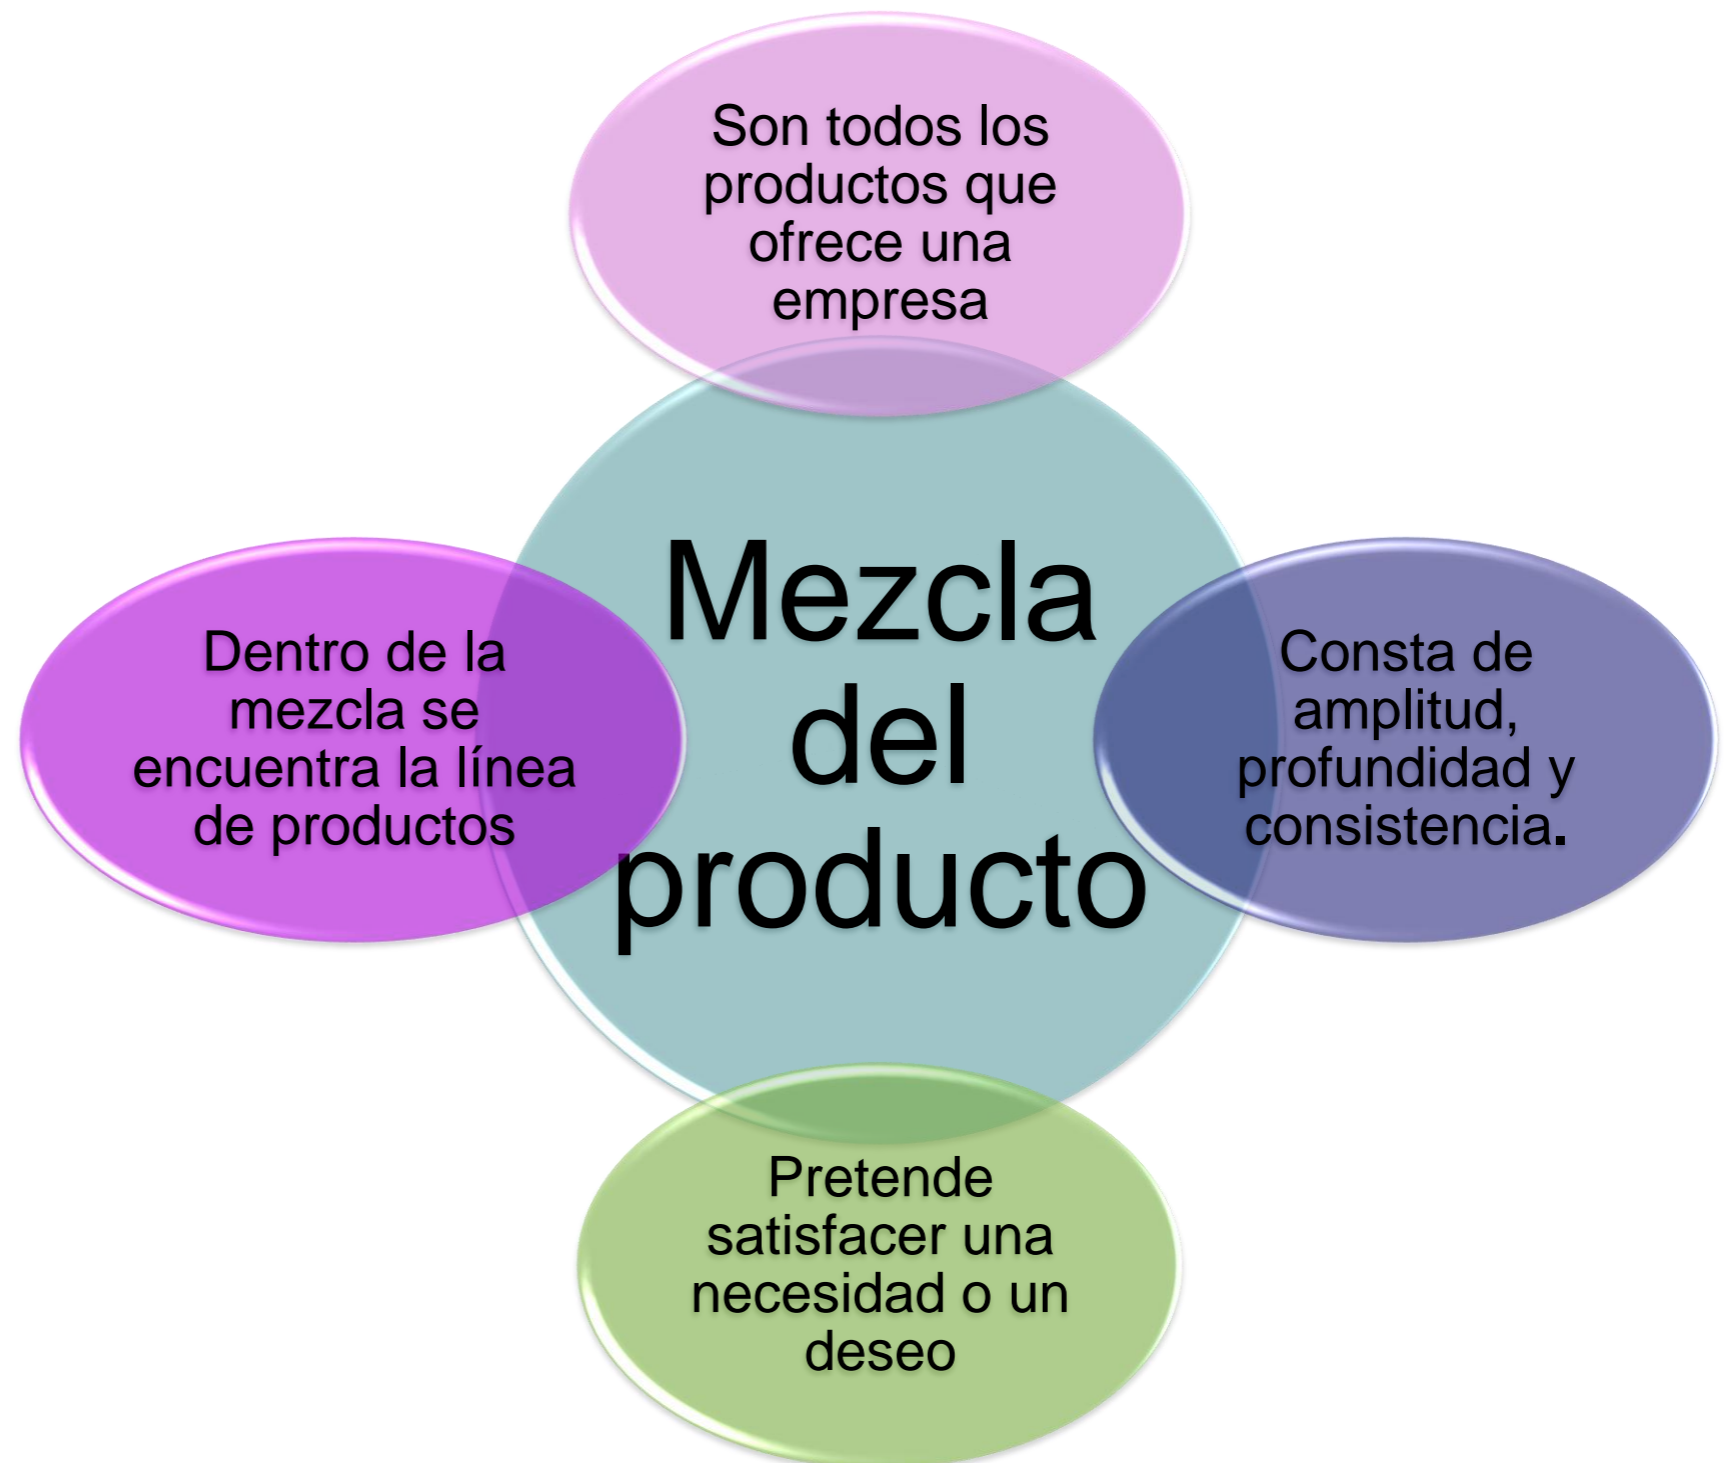 Son todos los
productos que
ofrece una
empresa
Mezcla
del
producto
Dentro de la
mezcla se
encuentra la línea
de productos
Consta de
amplitud,
profundidad y
consistencia.
Pretende
satisfacer una
necesidad o un
deseo